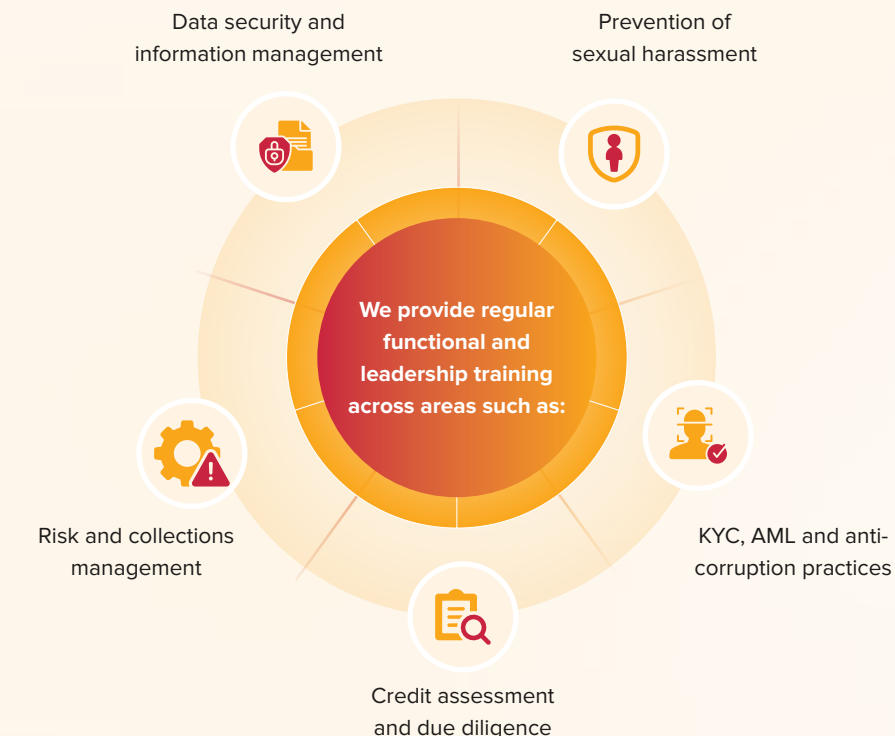 Data security and
information management
Prevention of
sexual harassment
We provide regular
functional and
leadership training
across areas such as:
Risk and collections
management
KYC, AML and anti-
corruption practices
Credit assessment
and due diligence